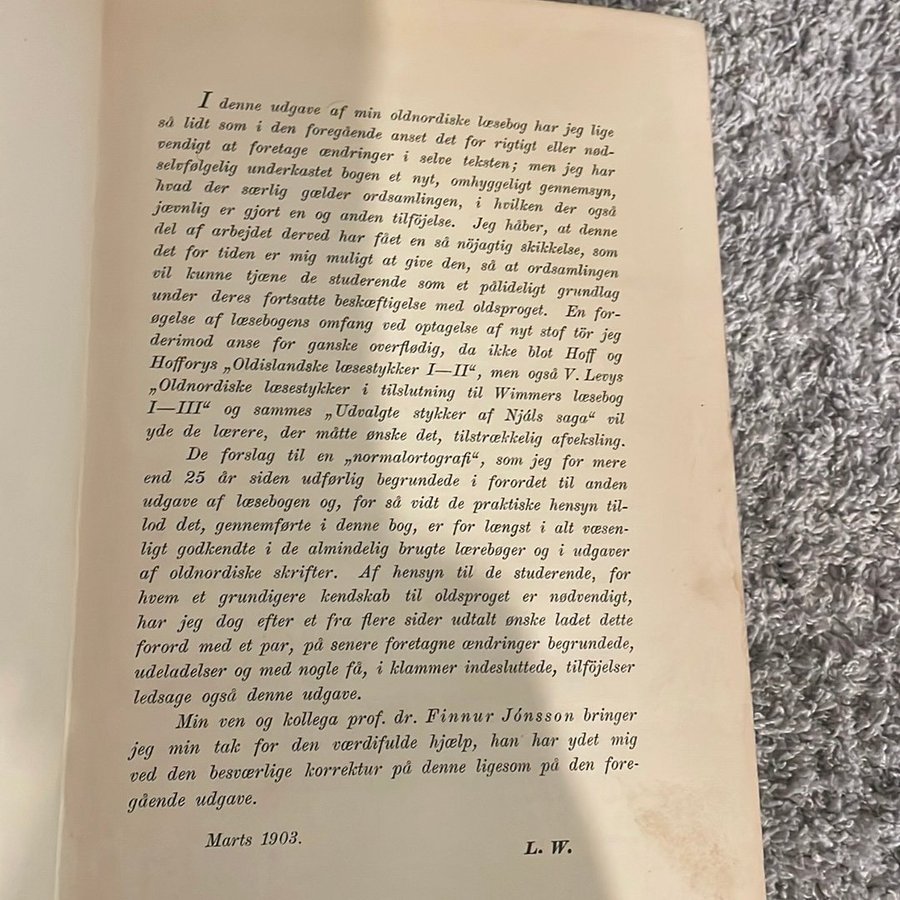 I denne udgave af min oldnordiske læsebog har jeg lige
så lidt som i den foregående anset det for rigtigt eller nød-
vendigt at foretage ændringer i selve teksten; men jeg har
selvfølgelig underkastet bogen et nyt, omhyggeligt gennemsyn,
hvad der særlig gælder ordsamlingen, i hvilken der også
jævnlig er gjort en og anden tilföjelse. Jeg håber, at denne
del af arbejdet derved har fået en så nöjagtig skikkelse, som
det for tiden er mig muligt at give den, så at ordsamlingen
vil kunne tjæne de studerende som et pålideligt grundlag
under deres fortsatte beskæftigelse med oldsproget. En for-
øgelse af læsebogens omfang ved optagelse af nyt stof tör jeg
derimod anse for ganske overflødig, da ikke blot Hoff og
Hofforys „Oldislandske læsestykker I—II“, men også V. Levys
„Oldnordiske læsestykker i tilslutning til Wimmers læsebog
I—III“ og sammes „Udvalgte stykker af Njáls saga“ vil
yde de lærere, der måtte ønske det, tilstrækkelig afveksling.
De forslag til en „normalortografi“, som jeg for mere
end 25 år siden udførlig begrundede i forordet til anden
udgave af læsebogen og, for så vidt de praktiske hensyn til-
lod det, gennemførte i denne bog, er for længst i alt væsen-
ligt godkendte i de almindelig brugte lærebøger og i udgaver
af oldnordiske skrifter. Af hensyn til de studerende, for
hvem et grundigere kendskab til oldsproget er nødvendigt,
har jeg dog efter et fra flere sider udtalt ønske ladet dette
forord med et par, på senere foretagne ændringer begrundede,
udeladelser og med nogle få, i klammer indesluttede, tilföjelser
ledsage også denne udgave.
Min ven og kollega prof. dr. Finnur Jónsson bringer
jeg min tak for den værdifulde hjælp, han har ydet mig
ved den besværlige korrektur på denne ligesom på den fore-
gående udgave.
Marts 1903.
L. W.